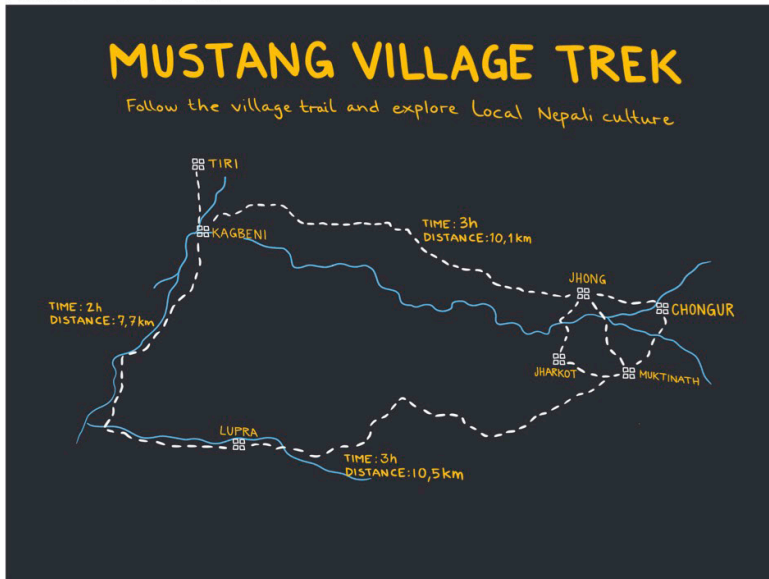 MUSTANG VILLAGE TREK
Follow the village trail and explore Local Nepali culture
TIRI
KAGBENI
TIME: 3h
DISTANCE: 10,1km
JHONG
CHONGUR
TIME: 2h
DISTANCE: 7,7km
JHARKOT
MUKTINATH
LUPRA
TIME: 3h
DISTANCE: 10,5km